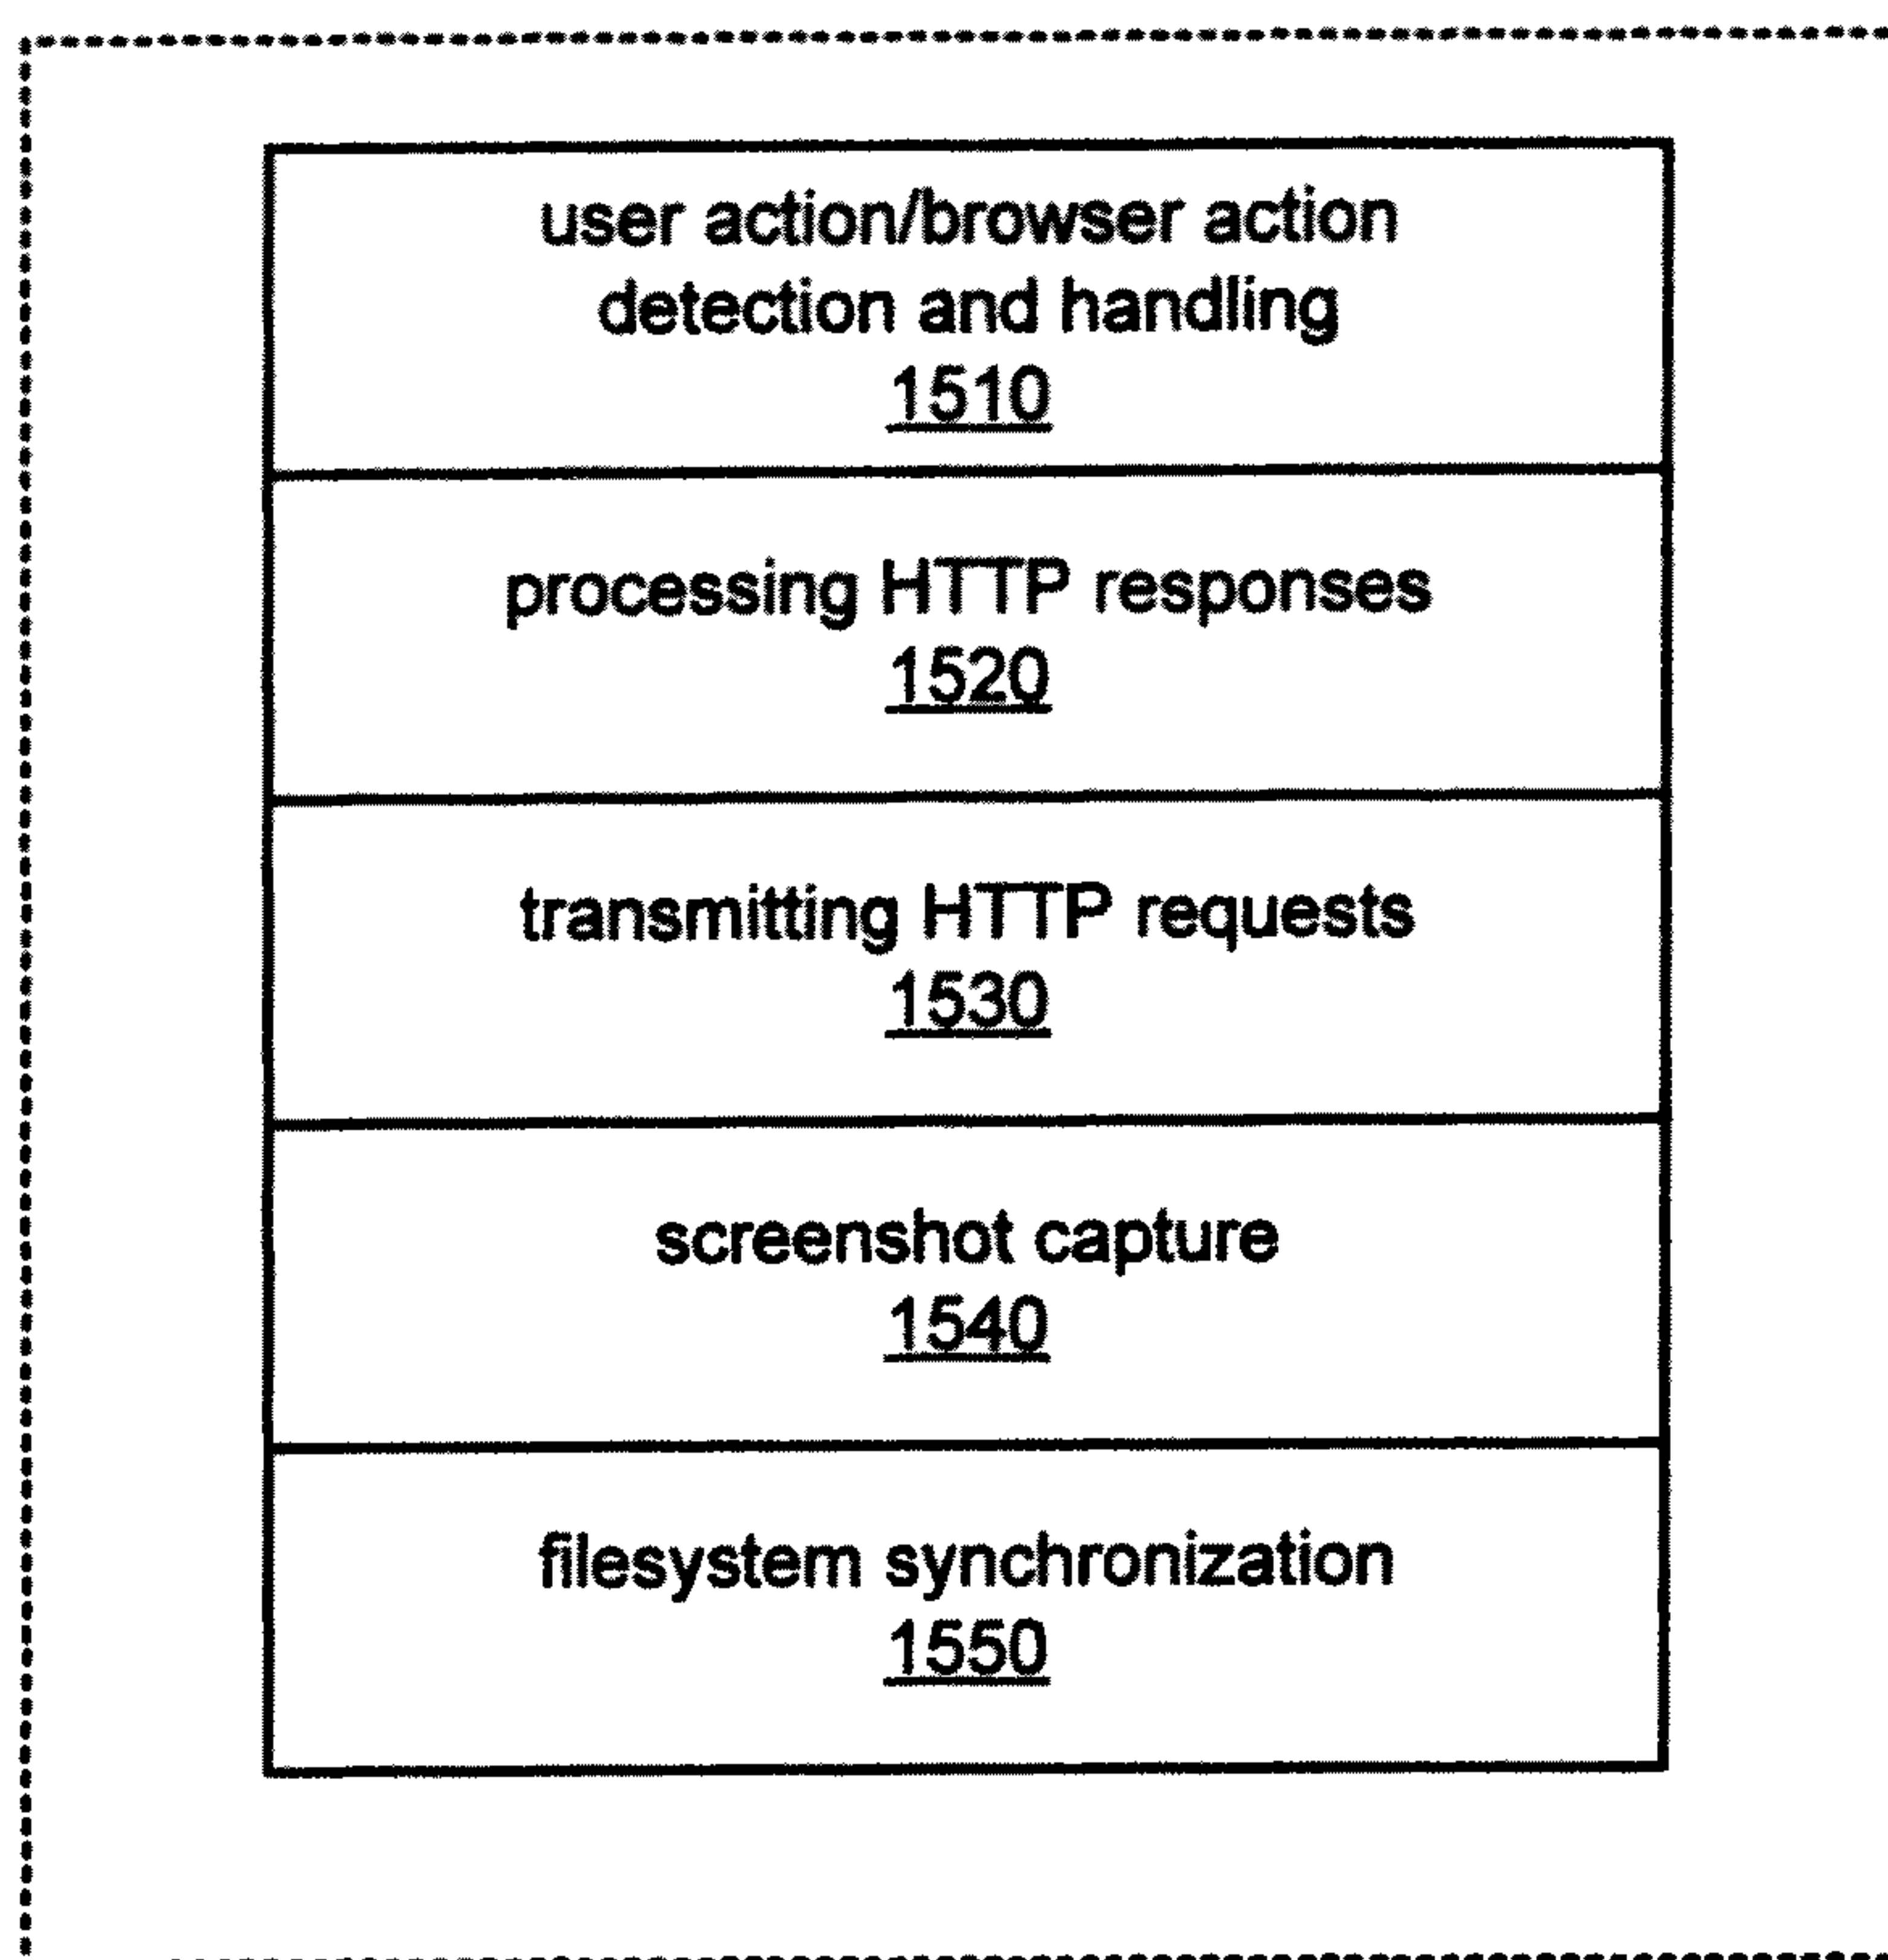 user action/browser action
detection and handling
1510
processing HTTP responses
1520
transmitting HTTP requests
1530
screenshot capture
1540
filesystem synchronization
1550